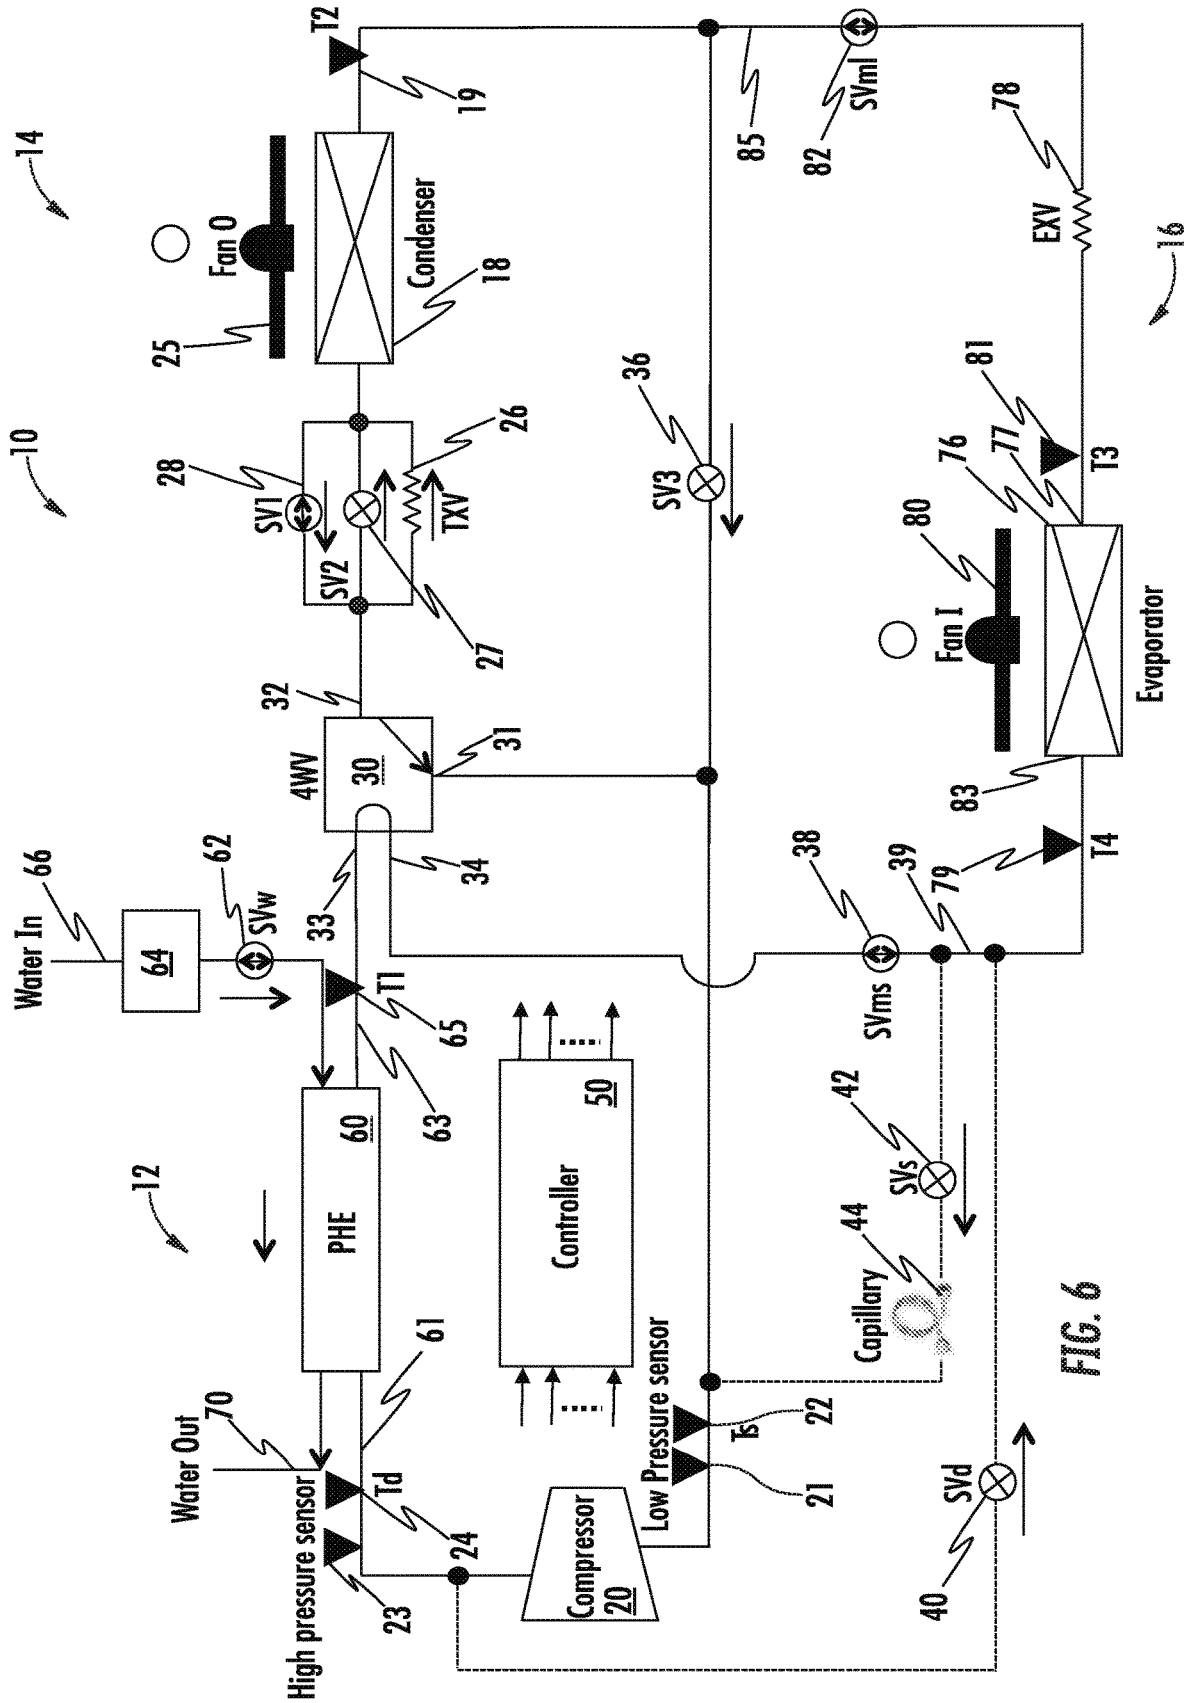 10
12
14
16
Water In
66
64
62
SVw
Water Out
70
High pressure sensor
23
Td
24
61
PHE
60
63
T1
65
33
34
4WV
30
31
32
SV1
28
SV2
27
TXV
26
Fan O
25
Condenser
18
T2
19
Controller
50
Compressor
20
Low Pressure sensor
21
Ts
22
SV3
36
85
SVml
82
EXV
78
T3
81
77
76
Fan I
80
Evaporator
83
T4
79
39
38
SVms
SVs
42
Capillary
44
SVd
40
FIG. 6